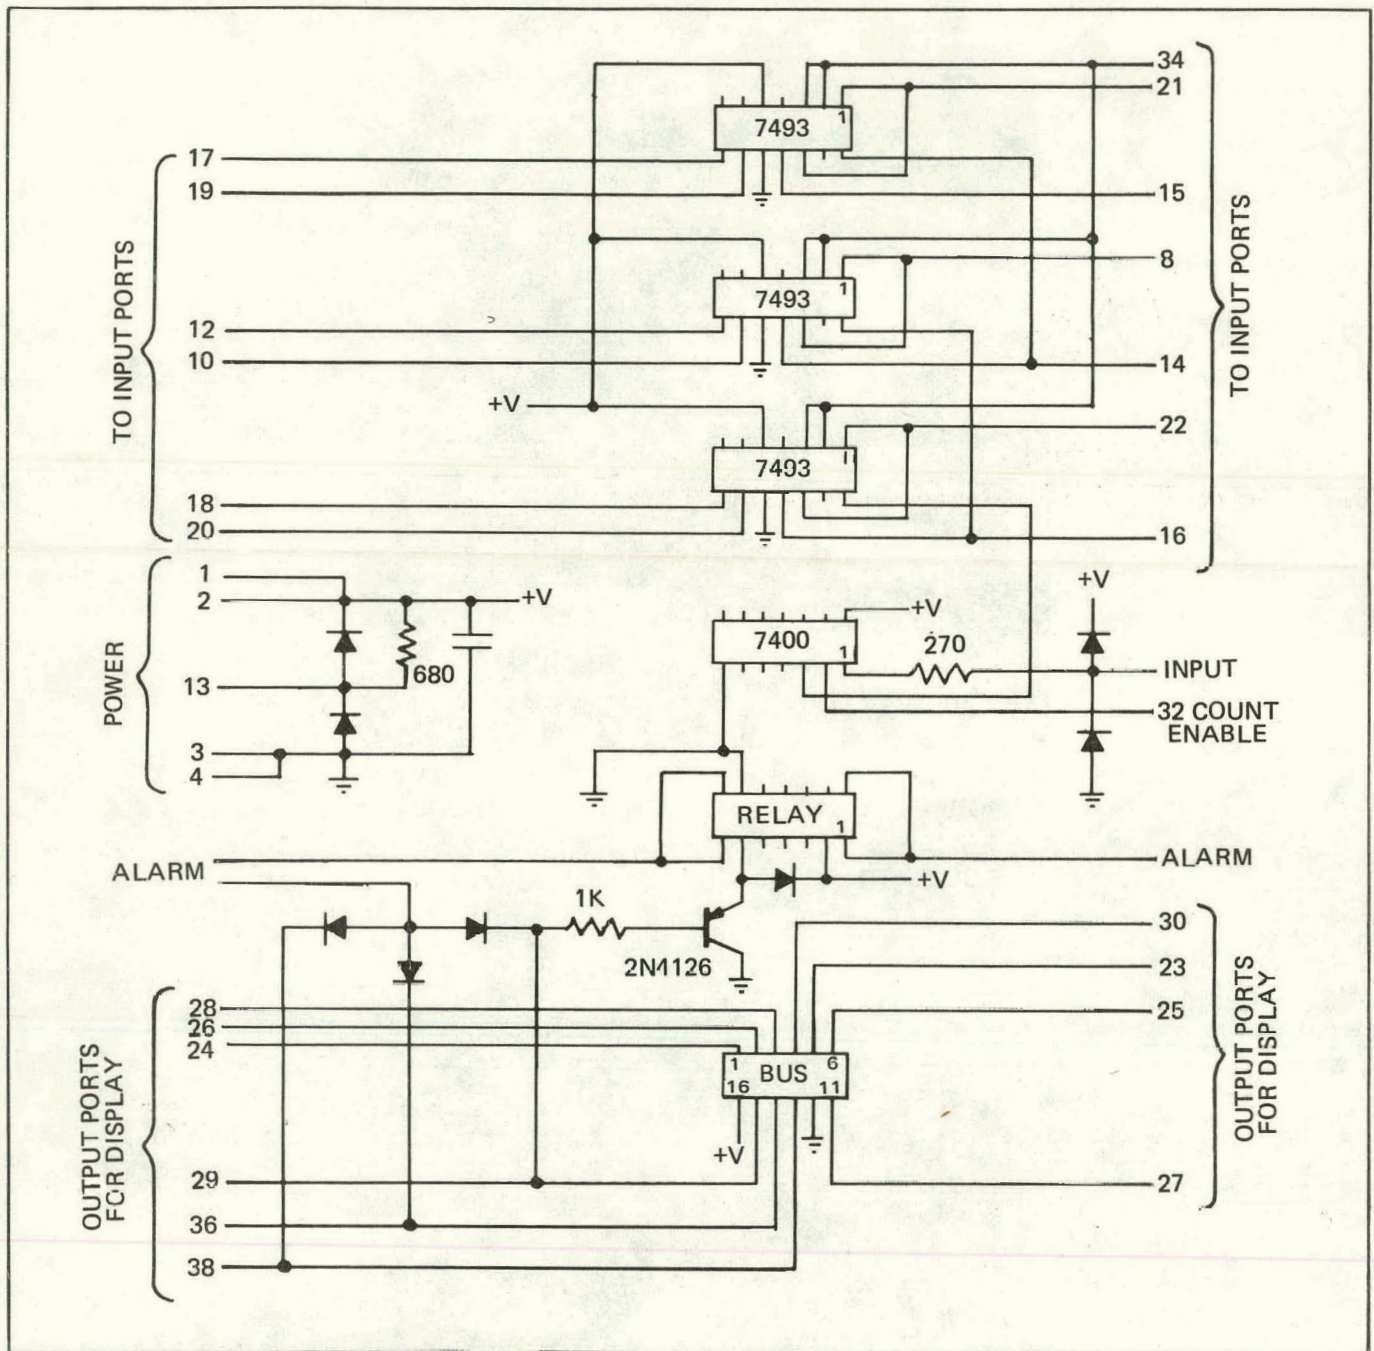 34
21
7493
1
17
19
15
TO INPUT PORTS
TO INPUT PORTS
8
7493
1
12
10
14
+V
22
7493
1
18
20
16
POWER
1
2
+V
+V
+V
7400
1
270
680
13
INPUT
32 COUNT
ENABLE
3
4
RELAY
1
ALARM
ALARM
+V
1K
30
2N4126
23
OUTPUT PORTS
FOR DISPLAY
28
26
24
25
1
6
BUS
16
11
OUTPUT PORTS
FOR DISPLAY
+V
29
27
36
38